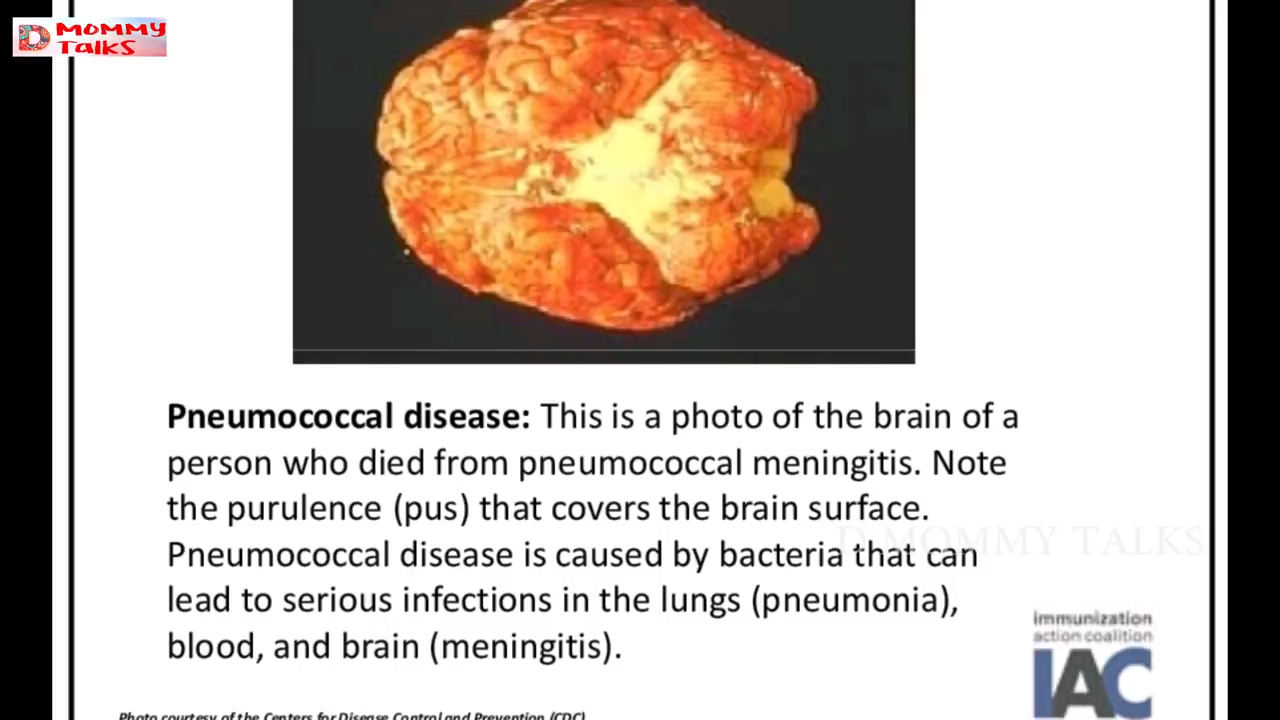 D MOMMY
TaLKS
Pneumococcal disease: This is a photo of the brain of a
person who died from pneumococcal meningitis. Note
the purulence (pus) that covers the brain surface.
D MOMMY TALKS
Pneumococcal disease is caused by bacteria that can
lead to serious infections in the lungs (pneumonia),
blood, and brain (meningitis).
immunization
action coalition
IAC
Photo courtesy of the Centers for Disease Control and Prevention (CDC)